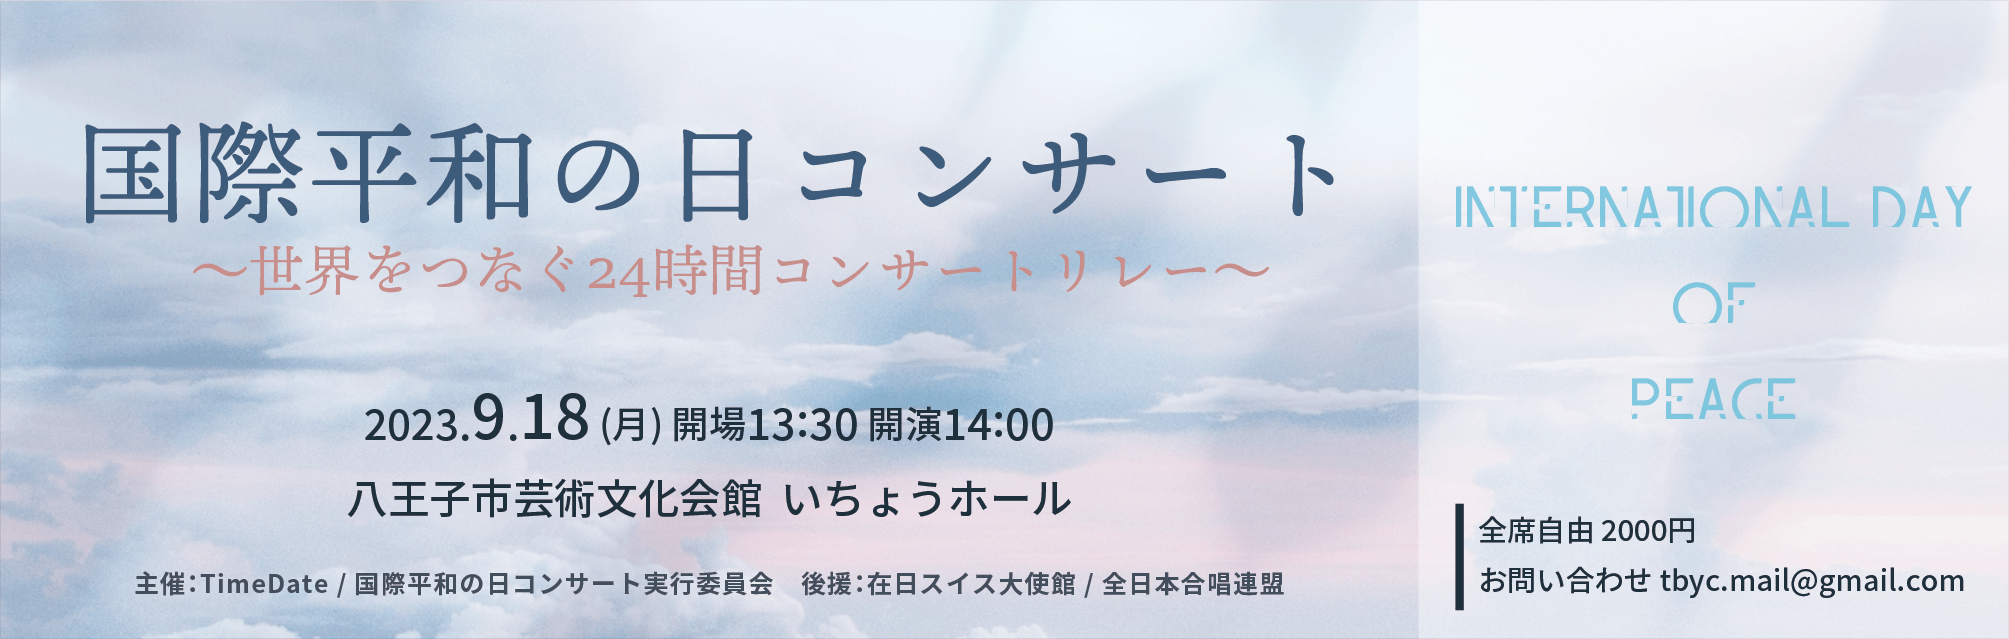 国際平和の日コンサート
〜世界をつなぐ24時間コンサートリレー〜
2023.9.18 (月) 開場13:30 開演14:00
八王子市芸術文化会館 いちょうホール
主催:TimeDate / 国際平和の日コンサート実行委員会　後援:在日スイス大使館 / 全日本合唱連盟
INTERNATIONAL DAY
OF
PEACE
全席自由 2000円
お問い合わせ tbyc.mail@gmail.com